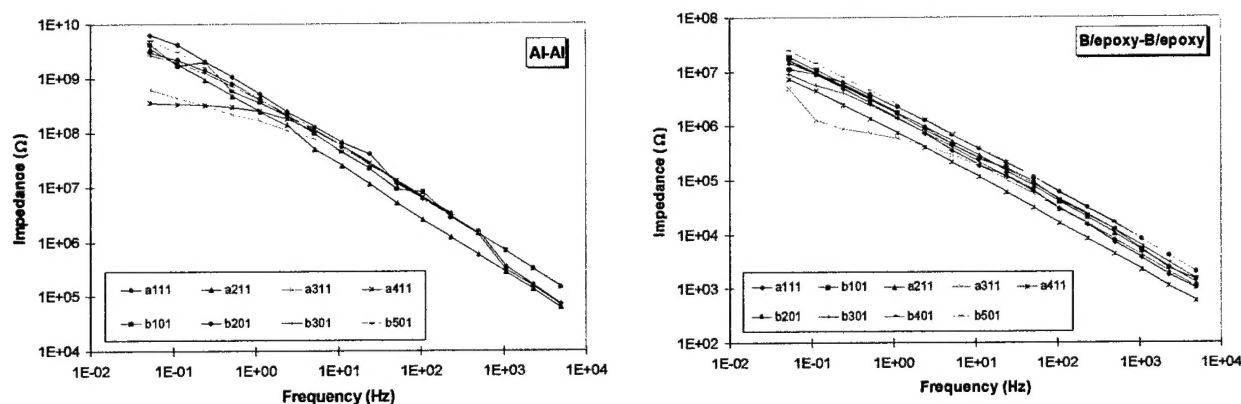 1E+10
1E+09
1E+08
1E+07
1E+06
1E+05
1E+04
Impedance (Ω)
Al-Al
a111 a211 a311 a411
b101 b201 b301 b501
1E-02 1E-01 1E+00 1E+01 1E+02 1E+03 1E+04
Frequency (Hz)
1E+08
1E+07
1E+06
1E+05
1E+04
1E+03
1E+02
Impedance (Ω)
B/epoxy-B/epoxy
a111 b101 a211 a311 a411
b201 b301 b401 b501
1E-02 1E-01 1E+00 1E+01 1E+02 1E+03 1E+04
Frequency (Hz)